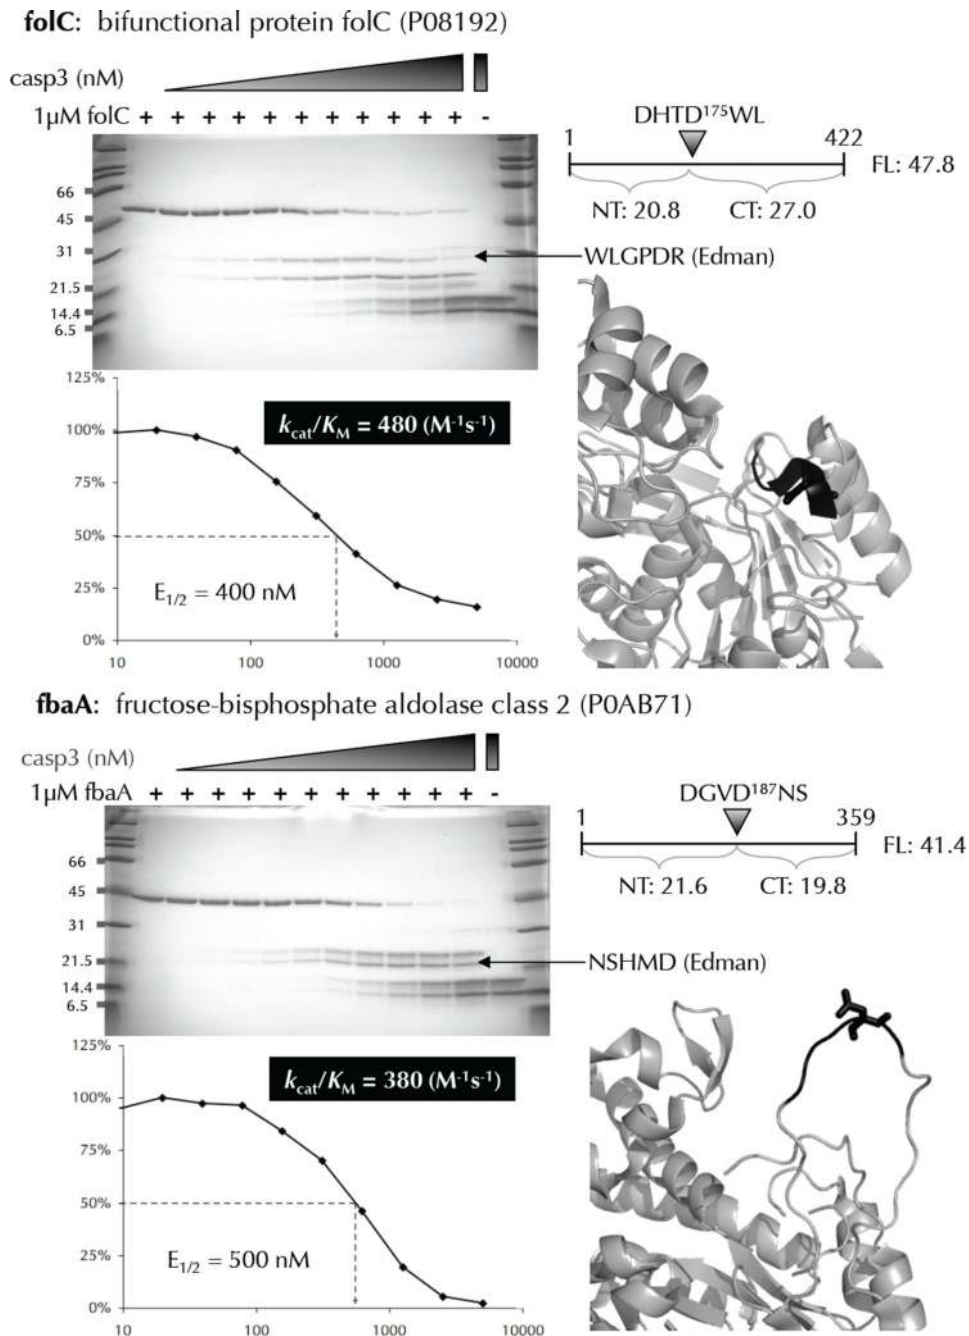 folC: bifunctional protein folC (P08192)
casp3 (nM)
1μM folC + + + + + + + + + + + -
66
45
31
21.5
14.4
6.5
DHTD¹⁷⁵WL
1 422
FL: 47.8
NT: 20.8 CT: 27.0
WLGPDR (Edman)
125%
100%
75%
50%
25%
0%
kcat/KM = 480 (M⁻¹s⁻¹)
E1/2 = 400 nM
10 100 1000 10000
fbaA: fructose-bisphosphate aldolase class 2 (P0AB71)
casp3 (nM)
1μM fbaA + + + + + + + + + + + -
66
45
31
21.5
14.4
6.5
DGVD¹⁸⁷NS
1 359
FL: 41.4
NT: 21.6 CT: 19.8
NSHMD (Edman)
125%
100%
75%
50%
25%
0%
kcat/KM = 380 (M⁻¹s⁻¹)
E1/2 = 500 nM
10 100 1000 10000